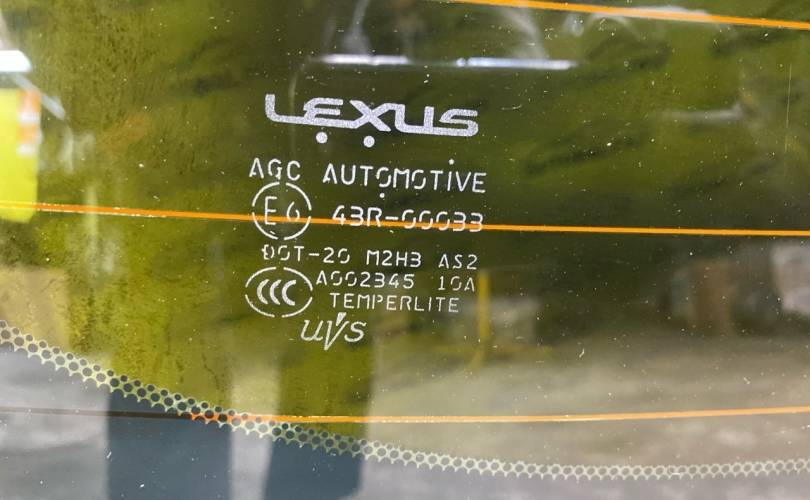 LEXUS
AGC AUTOMOTIVE
E6 43R-00033
DOT-20 M2H3 AS2
CCC A002345 10A
TEMPERLITE
UVS